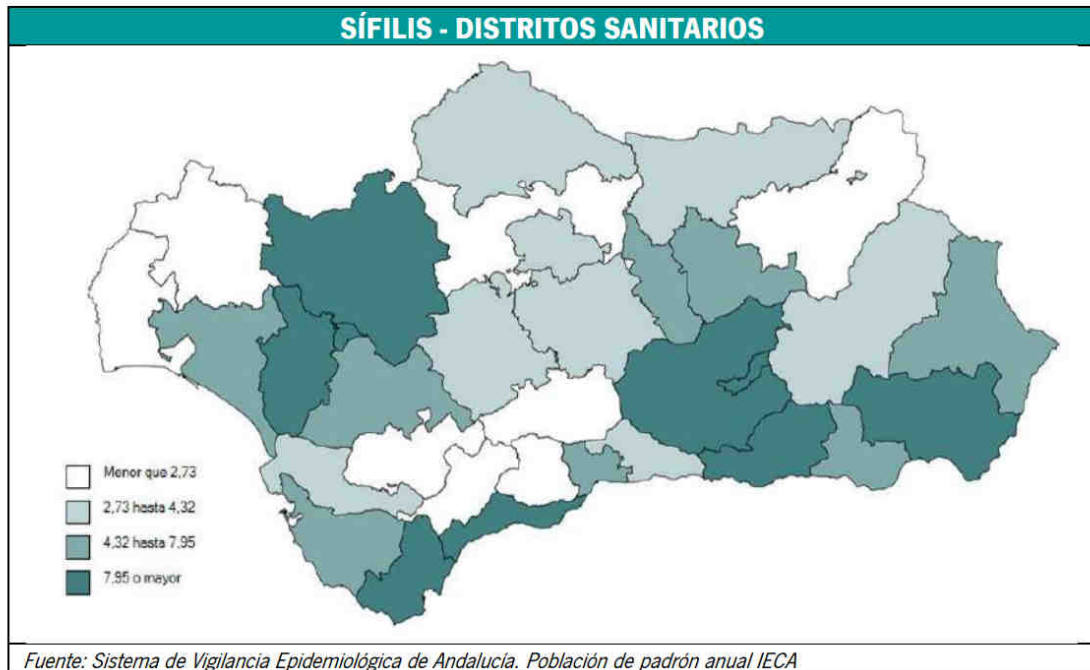 SÍFILIS - DISTRITOS SANITARIOS
Menor que 2,73
2,73 hasta 4,32
4,32 hasta 7,95
7,95 o mayor
Fuente: Sistema de Vigilancia Epidemiológica de Andalucía. Población de padrón anual IECA